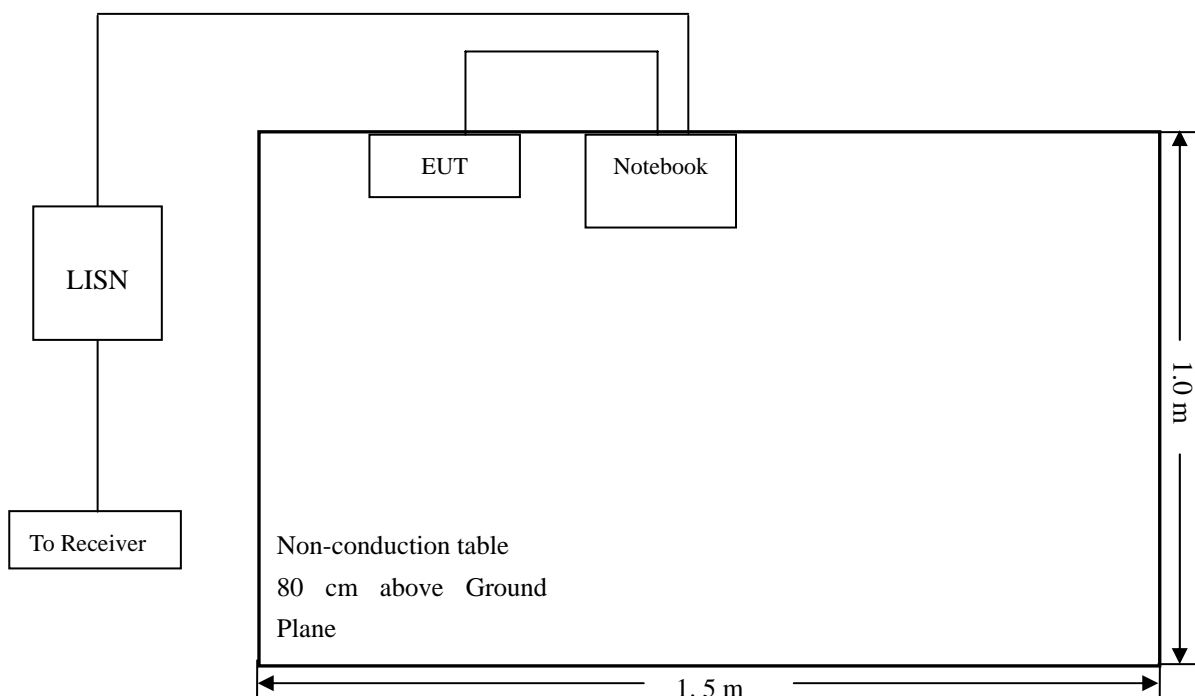 EUT
Notebook
LISN
To Receiver
Non-conduction table
80 cm above Ground
Plane
1.0 m
1. 5 m